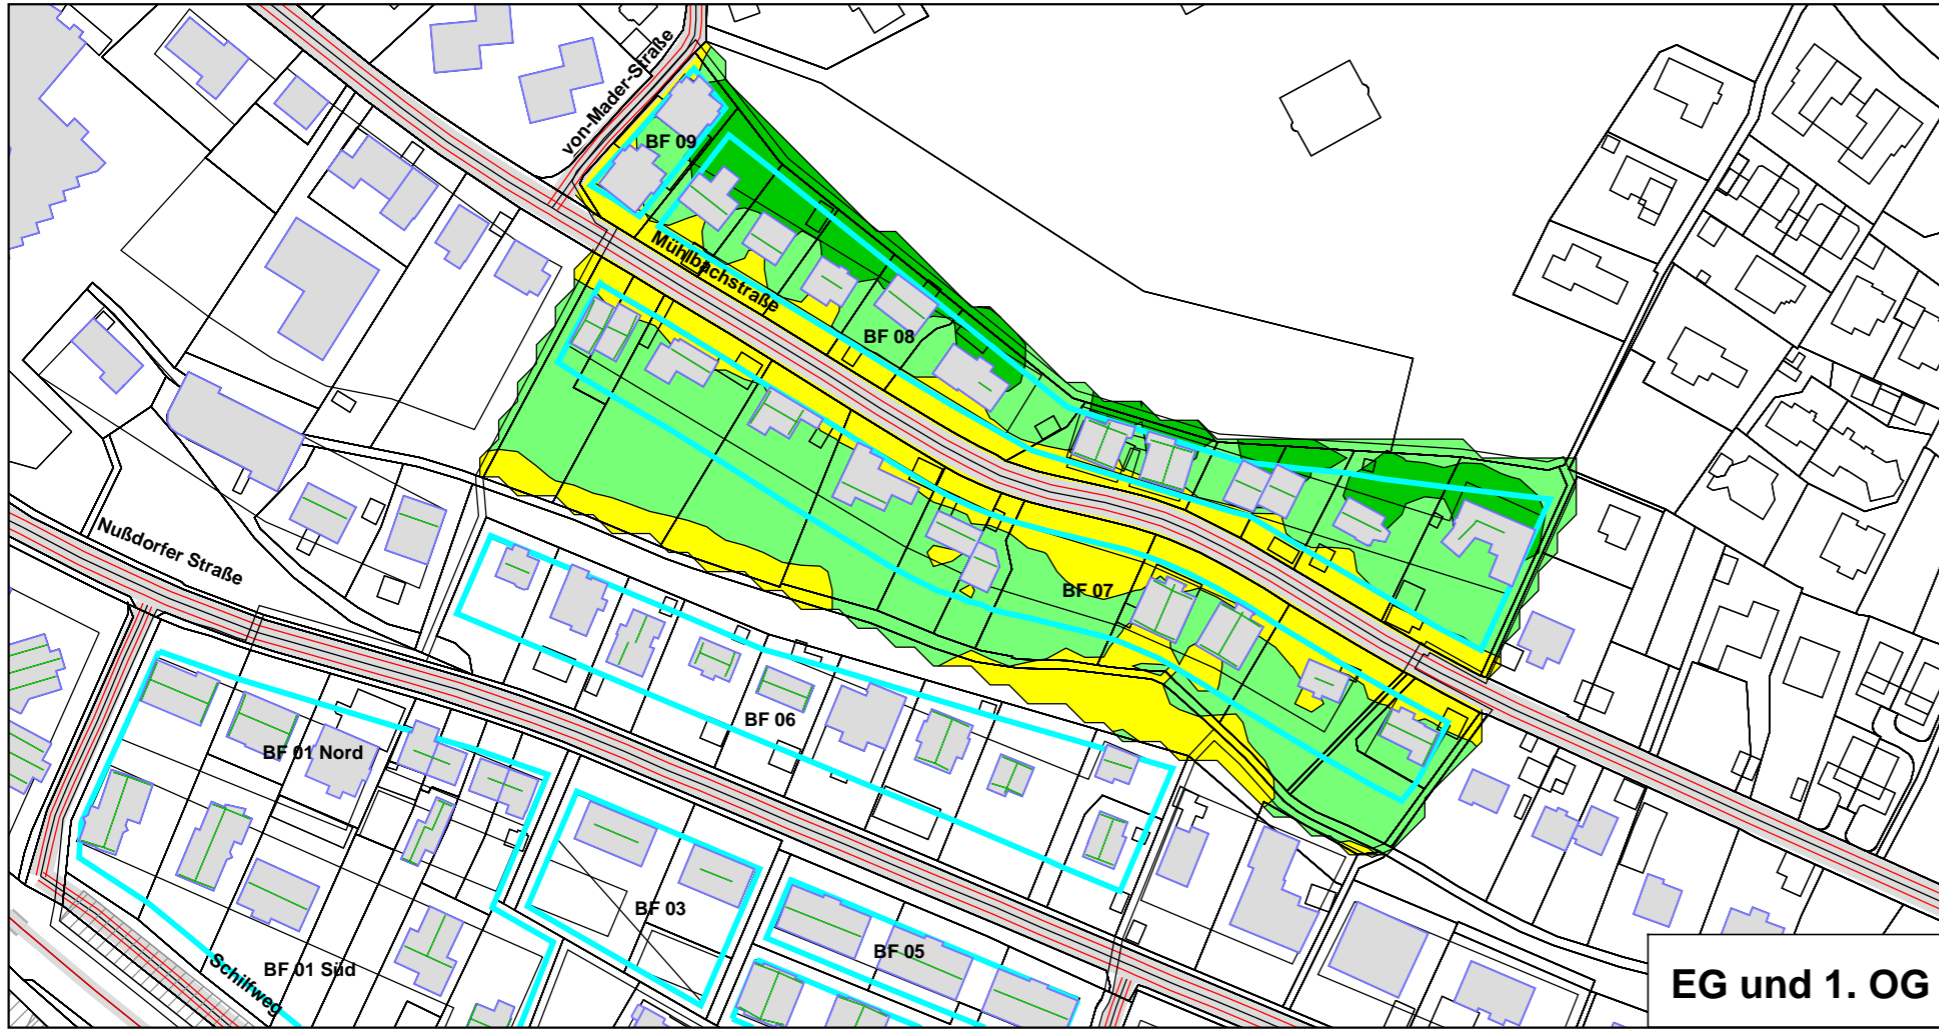 von-Mader-Straße
BF 09
Mühlbachstraße
BF 08
BF 07
Nußdorfer Straße
BF 06
BF 01 Nord
BF 03
BF 05
BF 01 Süd
Schilfweg
EG und 1. OG